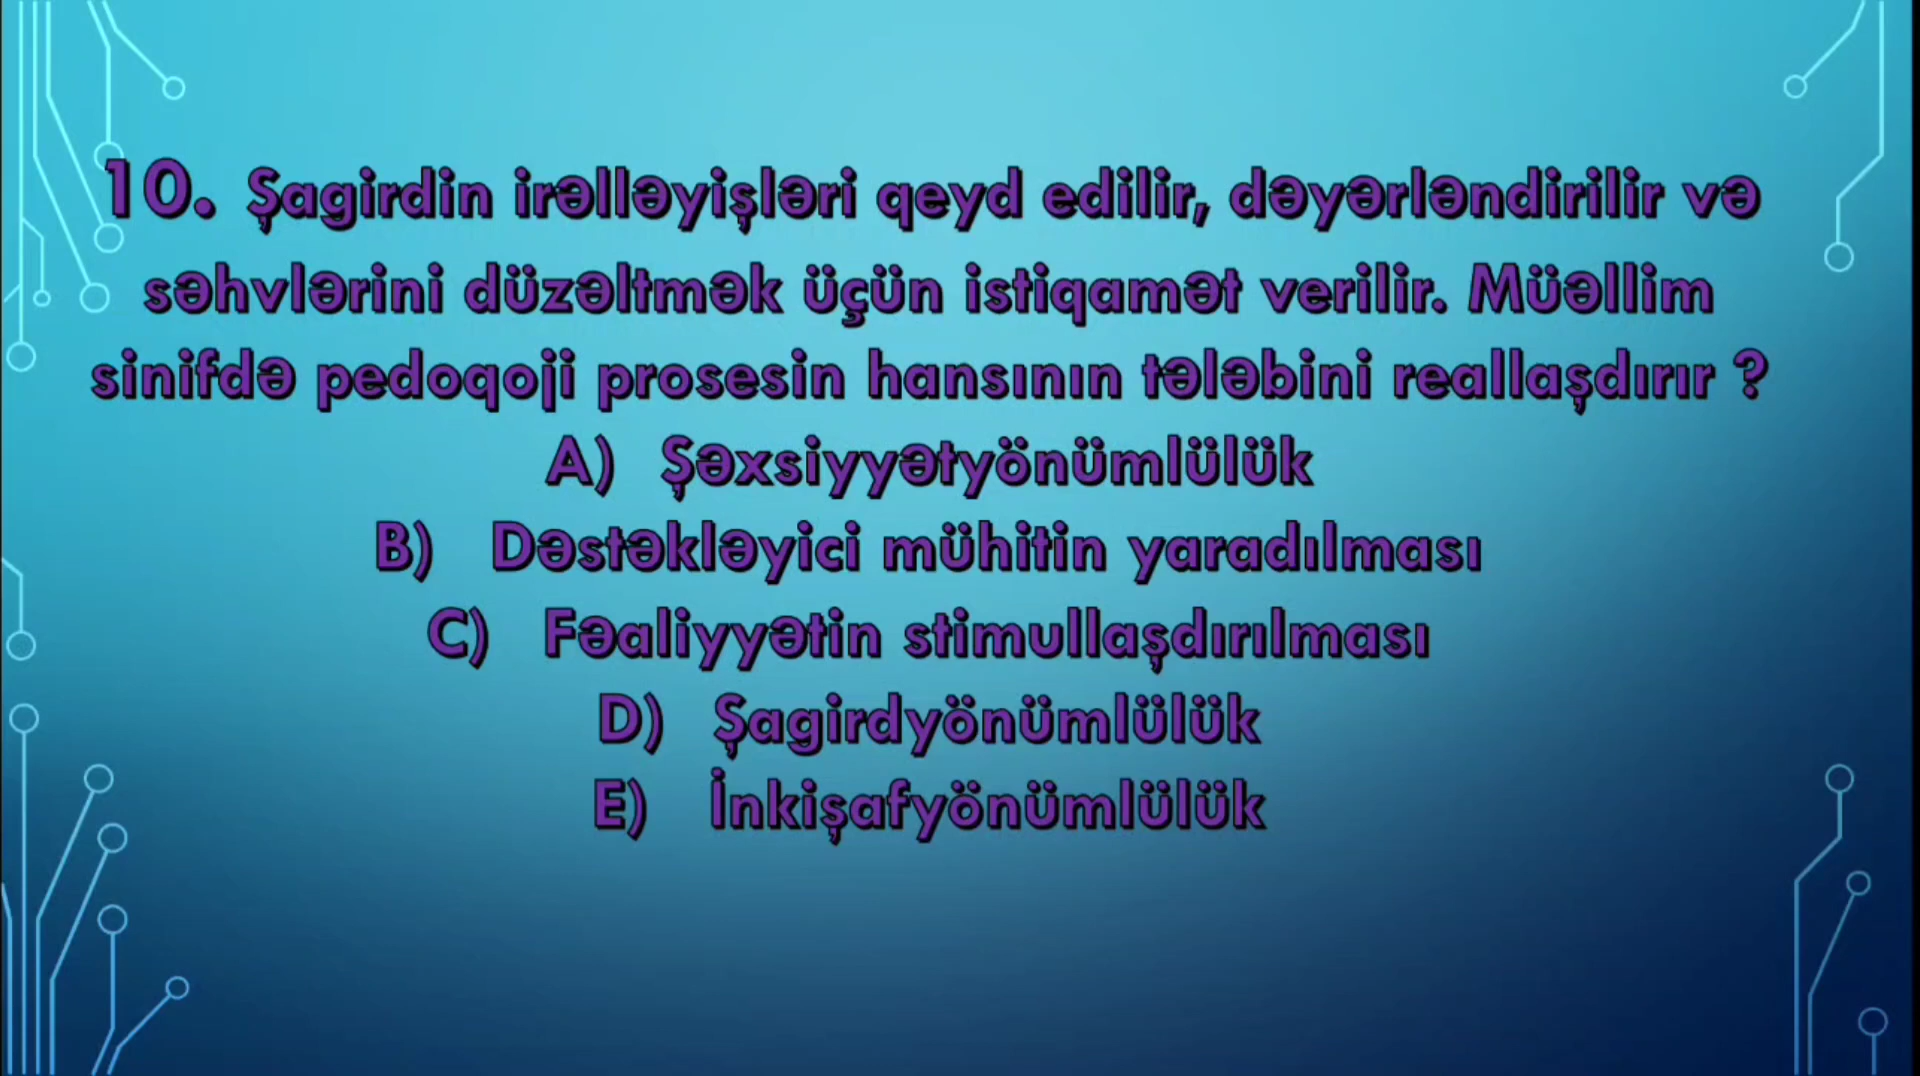 10. Şagirdin irəlləyişləri qeyd edilir, dəyərləndirilir və
səhvlərini düzəltmək üçün istiqamət verilir. Müəllim
sinifdə pedoqoji prosesin hansının tələbini reallaşdırır ?
A) Şəxsiyyətyönümlülük
B) Dəstəkləyici mühitin yaradılması
C) Fəaliyyətin stimullaşdırılması
D) Şagirdyönümlülük
E) İnkişafyönümlülük